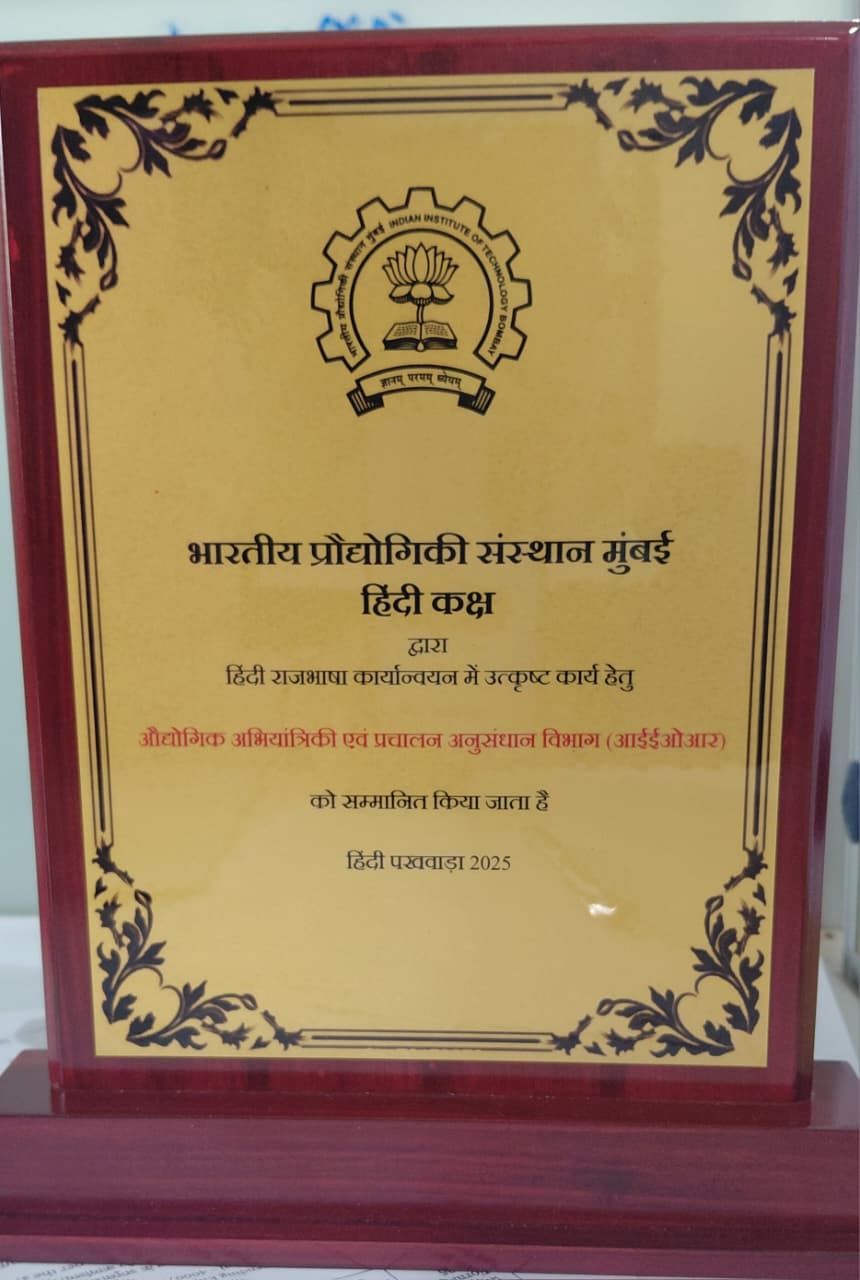 भारतीय प्रौद्योगिकी संस्थान मुंबई INDIAN INSTITUTE OF TECHNOLOGY BOMBAY
ज्ञानम् परमम् ध्येयम्
भारतीय प्रौद्योगिकी संस्थान मुंबई
हिंदी कक्ष
द्वारा
हिंदी राजभाषा कार्यान्वयन में उत्कृष्ट कार्य हेतु
औद्योगिक अभियांत्रिकी एवं प्रचालन अनुसंधान विभाग (आईईओआर)
को सम्मानित किया जाता है
हिंदी पखवाड़ा 2025